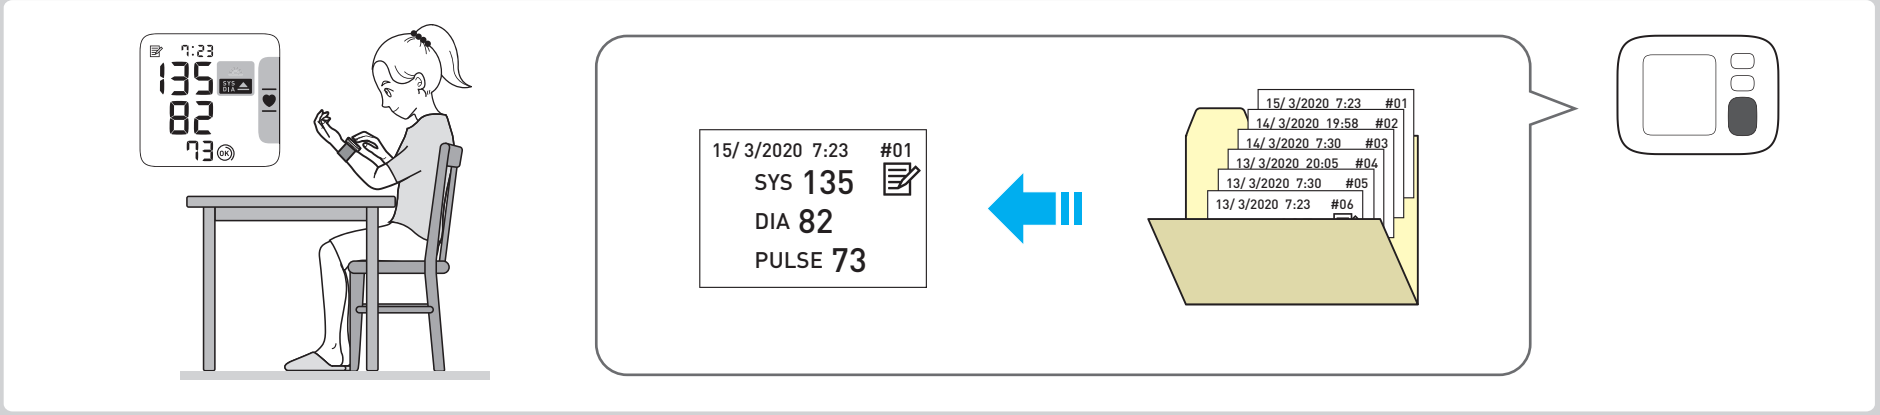 7:23
135
SYS
DIA
82
73 OK
15/ 3/2020 7:23 #01
SYS 135
DIA 82
PULSE 73
15/ 3/2020 7:23 #01
14/ 3/2020 19:58 #02
14/ 3/2020 7:30 #03
13/ 3/2020 20:05 #04
13/ 3/2020 7:30 #05
13/ 3/2020 7:23 #06